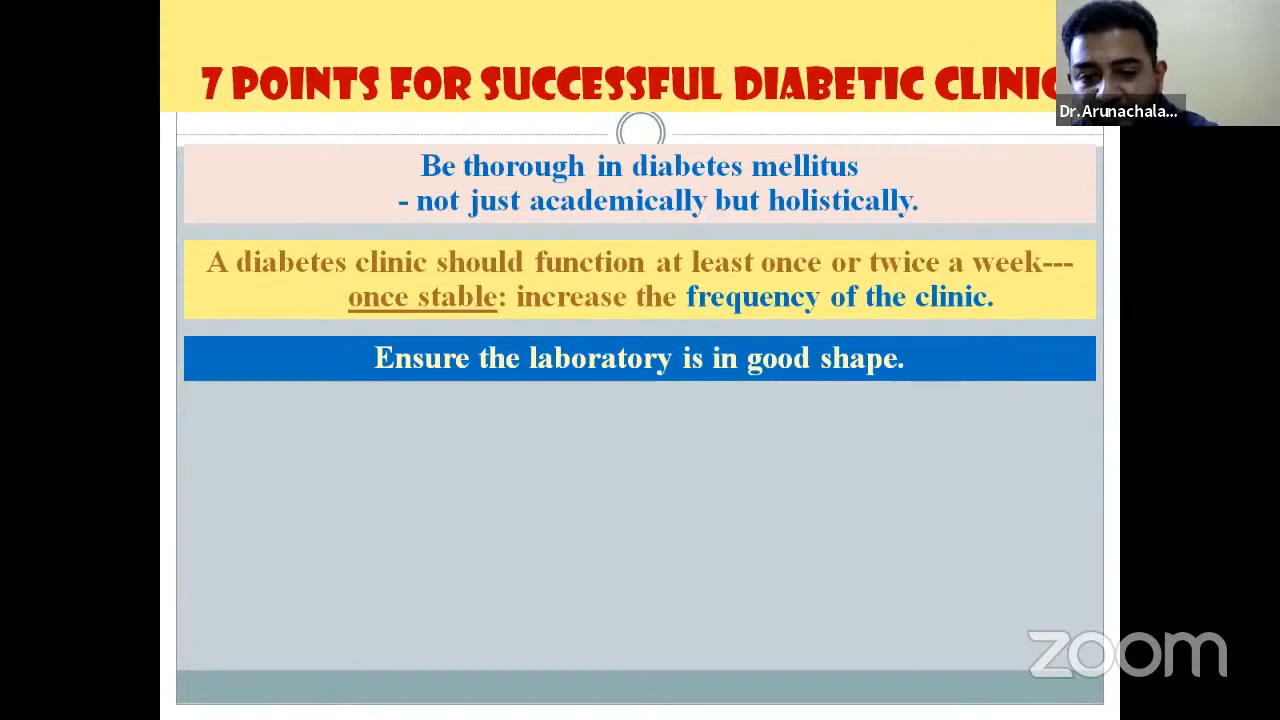 7 POINTS FOR SUCCESSFUL DIABETIC CLINIC
Dr.Arunachala...
Be thorough in diabetes mellitus
- not just academically but holistically.
A diabetes clinic should function at least once or twice a week---
once stable: increase the frequency of the clinic.
Ensure the laboratory is in good shape.
zoom